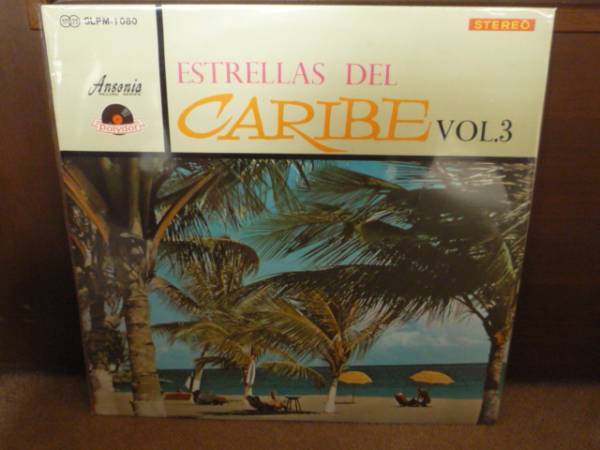 SLPM-1080
STEREO
Ansonia
polydor
ESTRELLAS DEL
CARIBE VOL.3